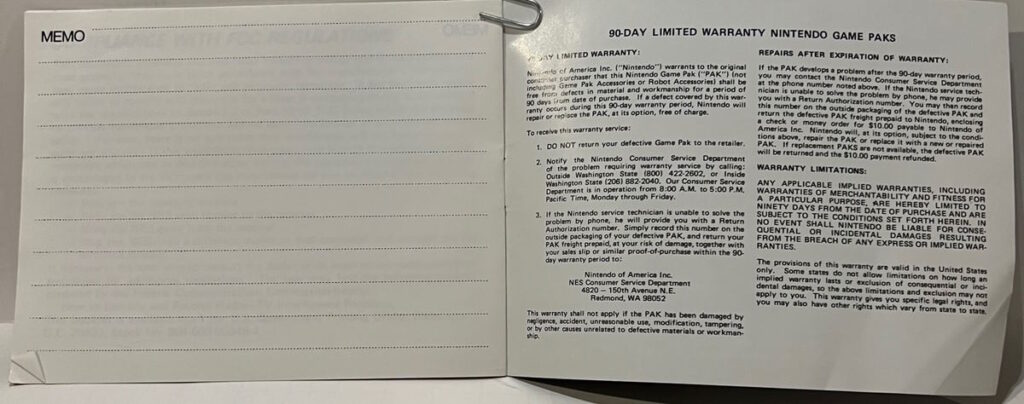 MEMO
90-DAY LIMITED WARRANTY NINTENDO GAME PAKS
DAY LIMITED WARRANTY:
Nintendo of America Inc. ("Nintendo") warrants to the original
consumer purchaser that this Nintendo Game Pak ("PAK") (not
including Game Pak Accessories or Robot Accessories) shall be
free from defects in material and workmanship for a period of
90 days from date of purchase. If a defect covered by this war-
ranty occurs during this 90-day warranty period, Nintendo will
repair or replace the PAK, at its option, free of charge.
To receive this warranty service:
1. DO NOT return your defective Game Pak to the retailer.
2. Notify the Nintendo Consumer Service Department
of the problem requiring warranty service by calling:
Outside Washington State (800) 422-2602, or Inside
Washington State (206) 882-2040. Our Consumer Service
Department is in operation from 8:00 A.M. to 5:00 P.M.
Pacific Time, Monday through Friday.
3. If the Nintendo service technician is unable to solve the
problem by phone, he will provide you with a Return
Authorization number. Simply record this number on the
outside packaging of your defective PAK, and return your
PAK freight prepaid, at your risk of damage, together with
your sales slip or similar proof-of-purchase within the 90-
day warranty period to:
Nintendo of America Inc.
NES Consumer Service Department
4820 – 150th Avenue N.E.
Redmond, WA 98052
This warranty shall not apply if the PAK has been damaged by
negligence, accident, unreasonable use, modification, tampering,
or by other causes unrelated to defective materials or workman-
ship.
REPAIRS AFTER EXPIRATION OF WARRANTY:
If the PAK develops a problem after the 90-day warranty period,
you may contact the Nintendo Consumer Service Department
at the phone number noted above. If the Nintendo service tech-
nician is unable to solve the problem by phone, he may provide
you with a Return Authorization number. You may then record
this number on the outside packaging of the defective PAK and
return the defective PAK freight prepaid to Nintendo, enclosing
a check or money order for $10.00 payable to Nintendo of
America Inc. Nintendo will, at its option, subject to the condi-
tions above, repair the PAK or replace it with a new or repaired
PAK. If replacement PAKS are not available, the defective PAK
will be returned and the $10.00 payment refunded.
WARRANTY LIMITATIONS:
ANY APPLICABLE IMPLIED WARRANTIES, INCLUDING
WARRANTIES OF MERCHANTABILITY AND FITNESS FOR
A PARTICULAR PURPOSE, ARE HEREBY LIMITED TO
NINETY DAYS FROM THE DATE OF PURCHASE AND ARE
SUBJECT TO THE CONDITIONS SET FORTH HEREIN. IN
NO EVENT SHALL NINTENDO BE LIABLE FOR CONSE-
QUENTIAL OR INCIDENTAL DAMAGES RESULTING
FROM THE BREACH OF ANY EXPRESS OR IMPLIED WAR-
RANTIES.
The provisions of this warranty are valid in the United States
only. Some states do not allow limitations on how long an
implied warranty lasts or exclusion of consequential or inci-
dental damages, so the above limitations and exclusion may not
apply to you. This warranty gives you specific legal rights, and
you may also have other rights which vary from state to state.